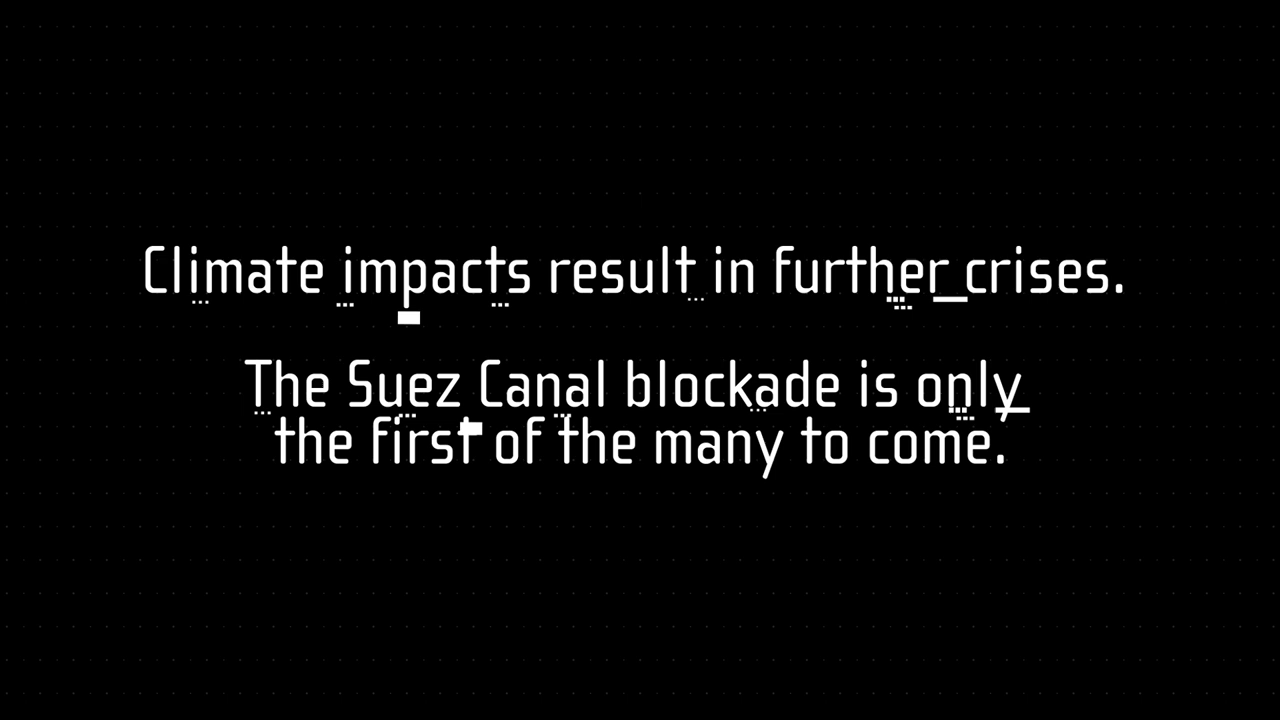 Climate impacts result in further crises.
The Suez Canal blockade is only
the first of the many to come.